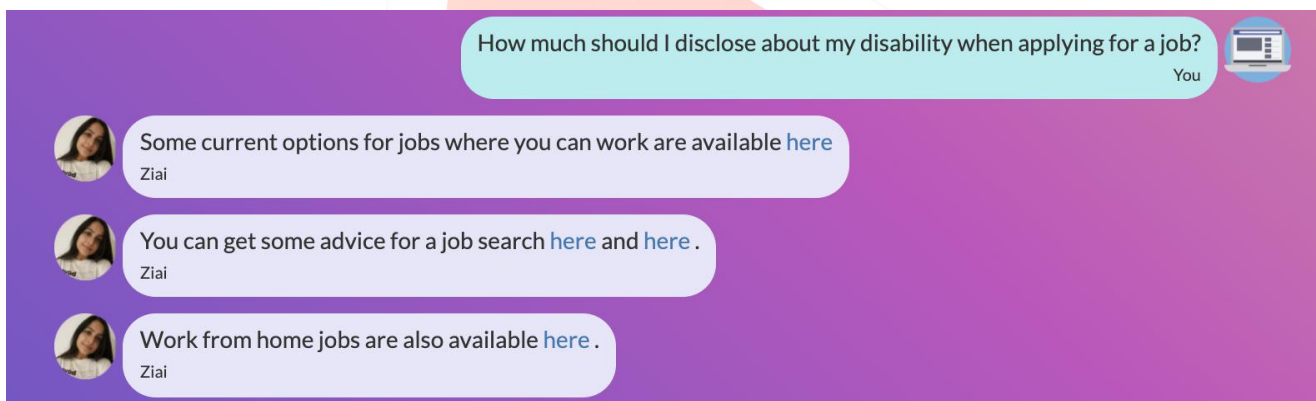 How much should I disclose about my disability when applying for a job?
You
Some current options for jobs where you can work are available here
Ziai
You can get some advice for a job search here and here .
Ziai
Work from home jobs are also available here .
Ziai